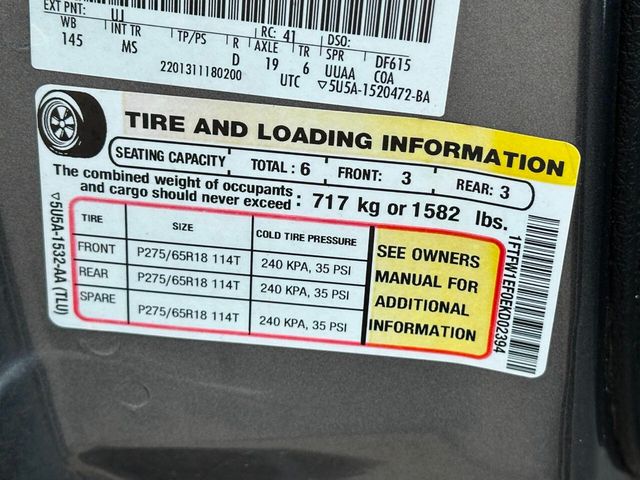 EXT PNT: UJ RC: 41 DSO:
WB INT TR TP/PS R AXLE TR SPR DF615
145 MS D 19 6 UUAA COA
2201311180200 UTC ▽5U5A-1520472-BA
TIRE AND LOADING INFORMATION
SEATING CAPACITY TOTAL : 6 FRONT: 3 REAR: 3
The combined weight of occupants
and cargo should never exceed : 717 kg or 1582 lbs.
TIRE SIZE COLD TIRE PRESSURE
FRONT P275/65R18 114T 240 KPA, 35 PSI
REAR P275/65R18 114T 240 KPA, 35 PSI
SPARE P275/65R18 114T 240 KPA, 35 PSI
SEE OWNERS
MANUAL FOR
ADDITIONAL
INFORMATION
▽5U5A-1532-AA (TLU)
1FTFW1EF0EKD02394